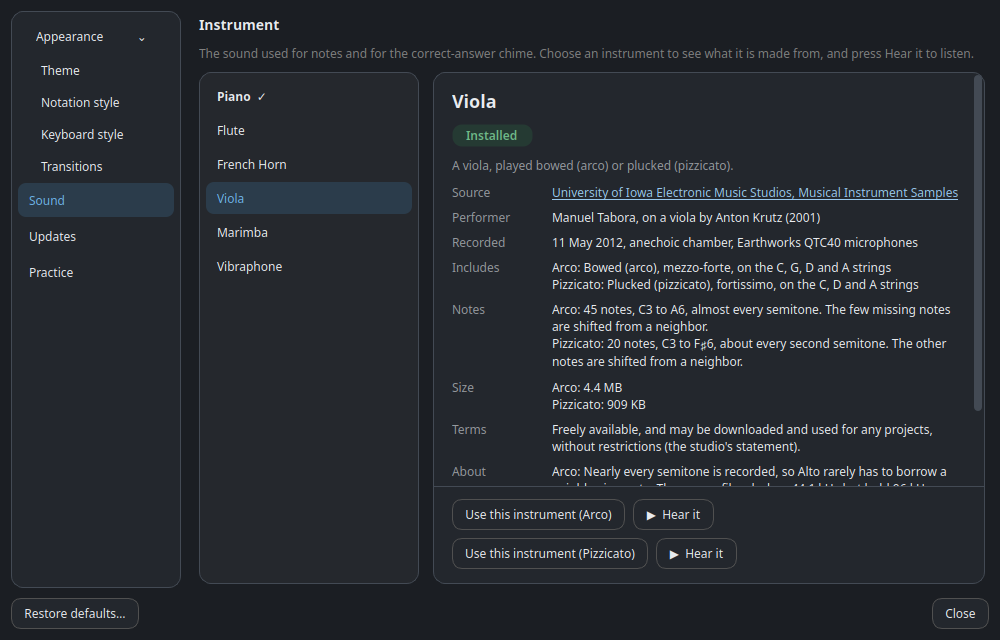 Appearance
Theme
Notation style
Keyboard style
Transitions
Sound
Updates
Practice
Instrument
The sound used for notes and for the correct-answer chime. Choose an instrument to see what it is made from, and press Hear it to listen.
Piano ✓
Flute
French Horn
Viola
Marimba
Vibraphone
Viola
Installed
A viola, played bowed (arco) or plucked (pizzicato).
Source University of Iowa Electronic Music Studios, Musical Instrument Samples
Performer Manuel Tabora, on a viola by Anton Krutz (2001)
Recorded 11 May 2012, anechoic chamber, Earthworks QTC40 microphones
Includes Arco: Bowed (arco), mezzo-forte, on the C, G, D and A strings
Pizzicato: Plucked (pizzicato), fortissimo, on the C, D and A strings
Notes Arco: 45 notes, C3 to A6, almost every semitone. The few missing notes
are shifted from a neighbor.
Pizzicato: 20 notes, C3 to F♯6, about every second semitone. The other
notes are shifted from a neighbor.
Size Arco: 4.4 MB
Pizzicato: 909 KB
Terms Freely available, and may be downloaded and used for any projects,
without restrictions (the studio's statement).
About Arco: Nearly every semitone is recorded, so Alto rarely has to borrow a
Use this instrument (Arco) ▶ Hear it
Use this instrument (Pizzicato) ▶ Hear it
Restore defaults...
Close